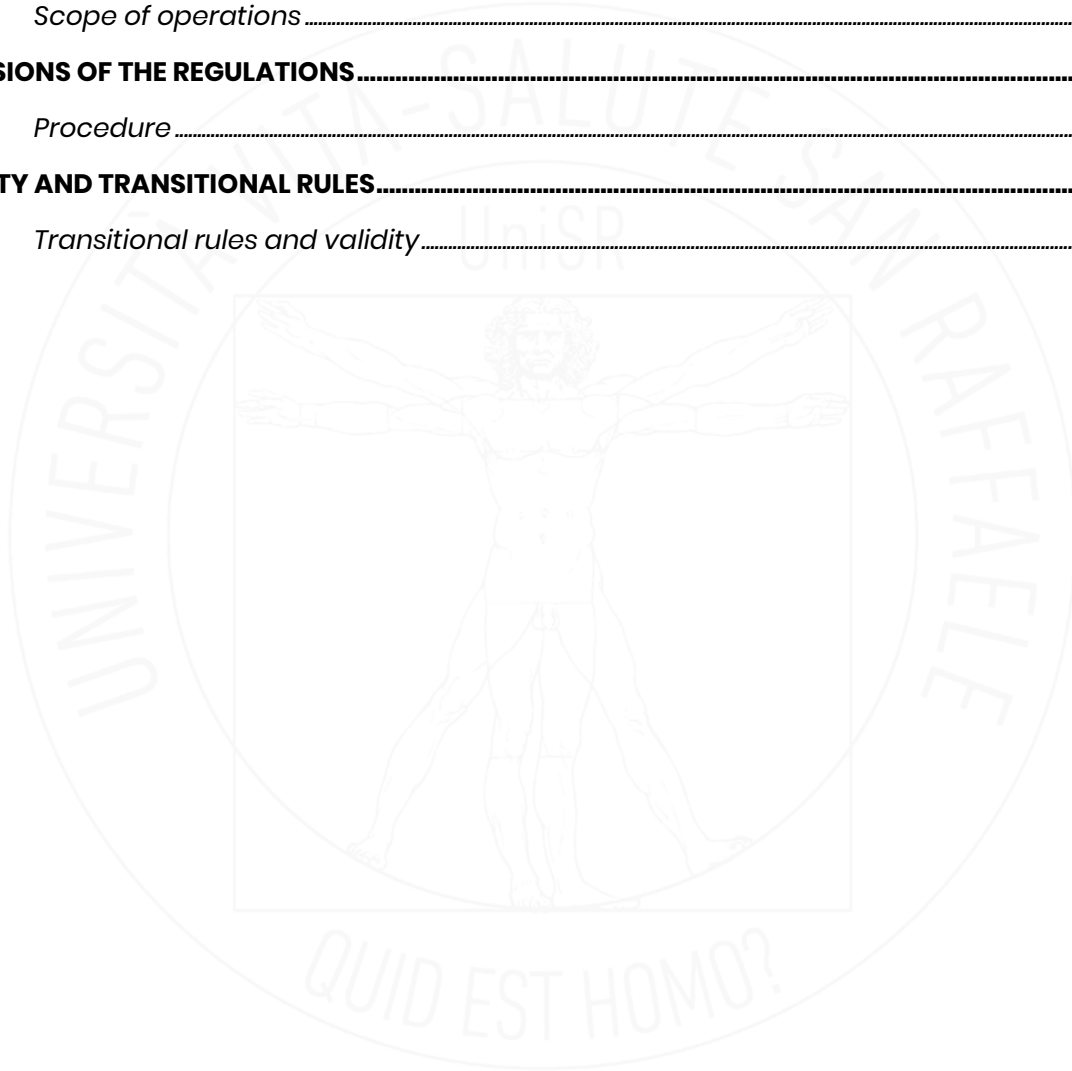 Scope of operations
SIONS OF THE REGULATIONS
Procedure
TY AND TRANSITIONAL RULES
Transitional rules and validity
UNIVERSITÀ VITA-SALUTE SAN RAFFAELE
UniSR
QUID EST HOMO?